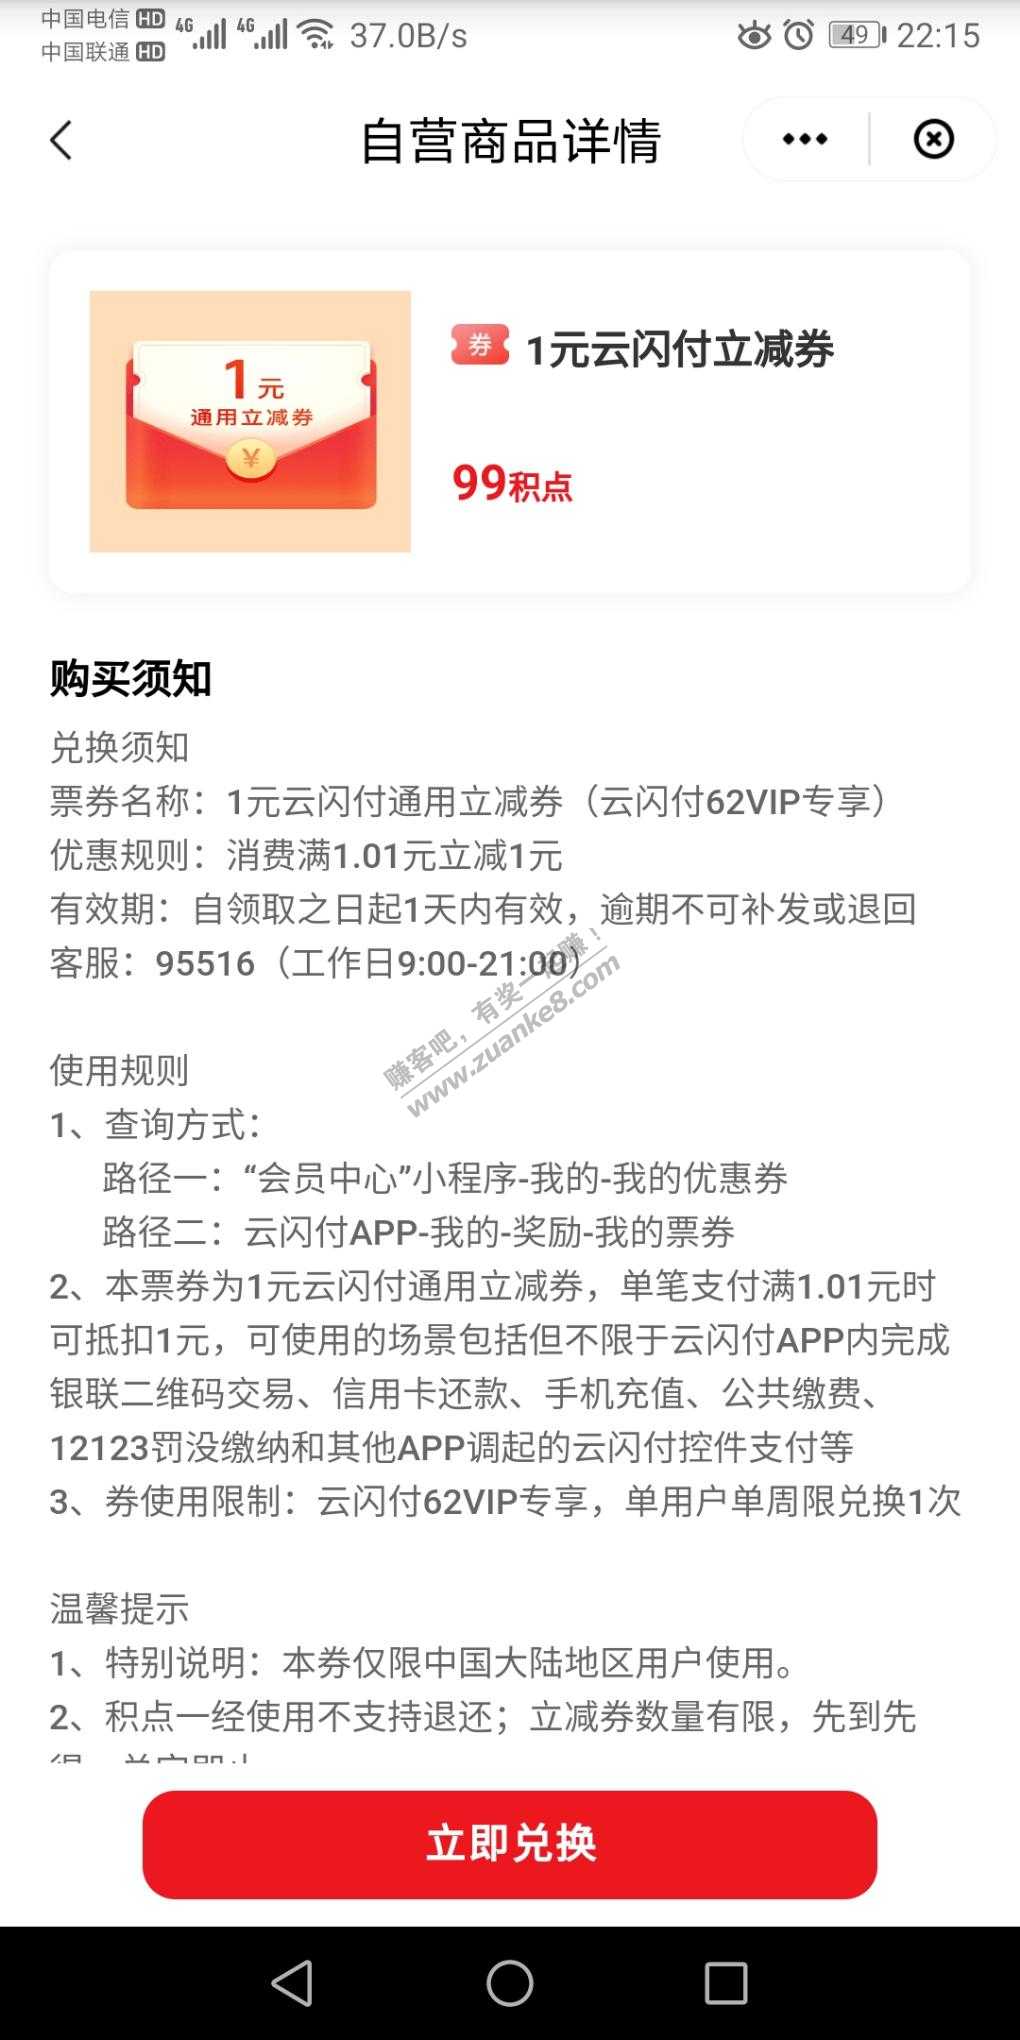 中国电信 HD 4G 4G 37.0B/s 49 22:15
中国联通 HD
自营商品详情
1元
通用立减券
¥
券 1元云闪付立减券
99积点
购买须知
兑换须知
票券名称：1元云闪付通用立减券（云闪付62VIP专享）
优惠规则：消费满1.01元立减1元
有效期：自领取之日起1天内有效，逾期不可补发或退回
客服：95516（工作日9:00-21:00）
赚客吧，有奖一起赚！
www.zuanke8.com
使用规则
1、查询方式：
路径一：“会员中心”小程序-我的-我的优惠券
路径二：云闪付APP-我的-奖励-我的票券
2、本票券为1元云闪付通用立减券，单笔支付满1.01元时
可抵扣1元，可使用的场景包括但不限于云闪付APP内完成
银联二维码交易、信用卡还款、手机充值、公共缴费、
12123罚没缴纳和其他APP调起的云闪付控件支付等
3、券使用限制：云闪付62VIP专享，单用户单周限兑换1次
温馨提示
1、特别说明：本券仅限中国大陆地区用户使用。
2、积点一经使用不支持退还；立减券数量有限，先到先
立即兑换